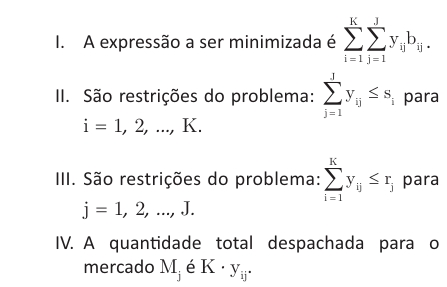 I. A expressão a ser minimizada é $\sum_{i=1}^{K} \sum_{j=1}^{J} y_{ij} b_{ij}$.
II. São restrições do problema: $\sum_{j=1}^{J} y_{ij} \leq s_i$ para
i = 1, 2, ..., K.
III. São restrições do problema: $\sum_{i=1}^{K} y_{ij} \leq r_j$ para
j = 1, 2, ..., J.
IV. A quantidade total despachada para o
mercado $M_j$ é $K \cdot y_{ij}$.